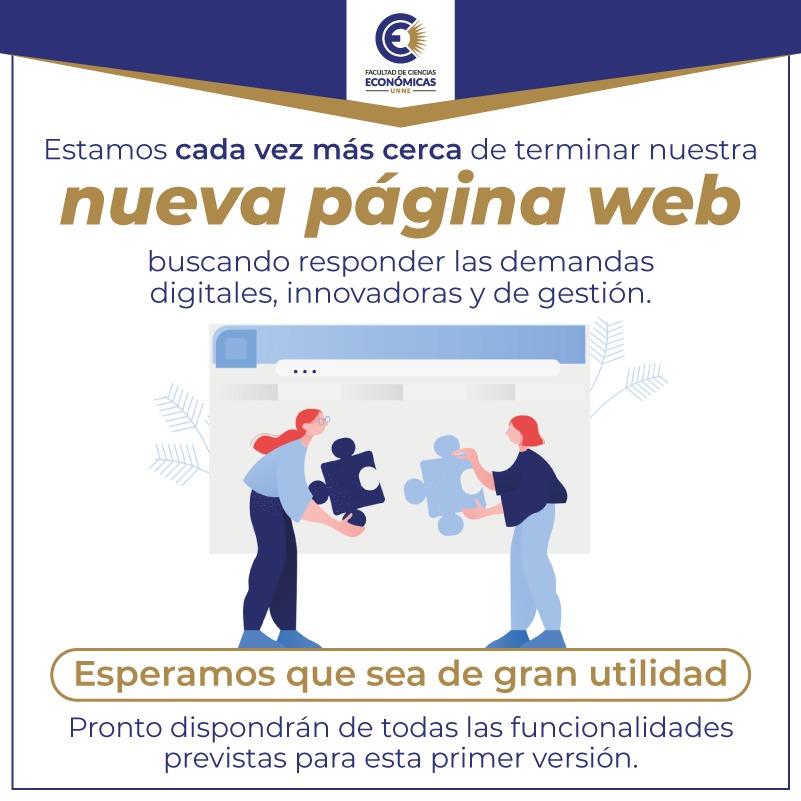 FACULTAD DE CIENCIAS
ECONÓMICAS
UNNE
Estamos cada vez más cerca de terminar nuestra
nueva página web
buscando responder las demandas
digitales, innovadoras y de gestión.
Esperamos que sea de gran utilidad
Pronto dispondrán de todas las funcionalidades
previstas para esta primer versión.